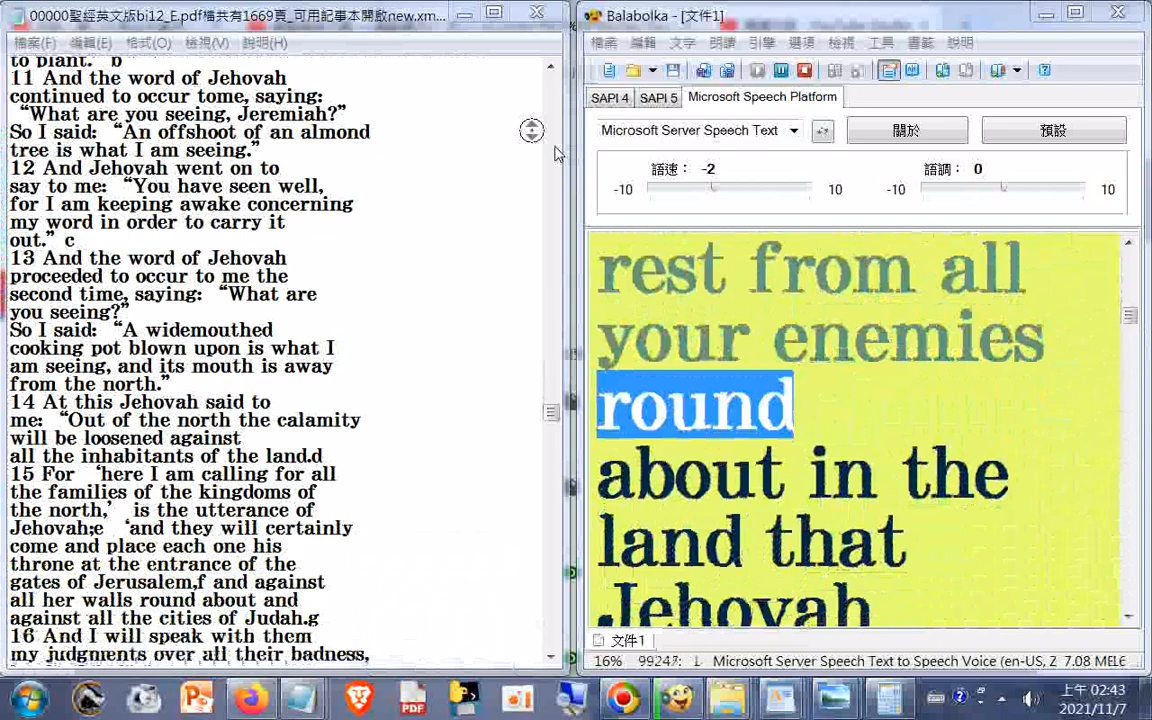 00000聖經英文版bi12_E.pdf檔共有1669頁_可用記事本開啟new.xm...
檔案(F) 編輯(E) 格式(O) 檢視(V) 說明(H)
to plant.” b
11 And the word of Jehovah
continued to occur tome, saying:
“What are you seeing, Jeremiah?”
So I said: “An offshoot of an almond
tree is what I am seeing.”
12 And Jehovah went on to
say to me: “You have seen well,
for I am keeping awake concerning
my word in order to carry it
out.” c
13 And the word of Jehovah
proceeded to occur to me the
second time, saying: “What are
you seeing?”
So I said: “A widemouthed
cooking pot blown upon is what I
am seeing, and its mouth is away
from the north.”
14 At this Jehovah said to
me: “Out of the north the calamity
will be loosened against
all the inhabitants of the land.d
15 For ‘here I am calling for all
the families of the kingdoms of
the north,’ is the utterance of
Jehovah;e ‘and they will certainly
come and place each one his
throne at the entrance of the
gates of Jerusalem,f and against
all her walls round about and
against all the cities of Judah.g
16 And I will speak with them
my judgments over all their badness,
Balabolka - [文件1]
檔案 編輯 文字 朗讀 引擎 選項 檢視 工具 書籤 說明
SAPI 4 SAPI 5 Microsoft Speech Platform
Microsoft Server Speech Text 關於 預設
語速： -2 語調： 0
-10 10 -10 10
rest from all
your enemies
round
about in the
land that
Jehovah
文件1
16% 99247: 1 Microsoft Server Speech Text to Speech Voice (en-US, Z 7.08 MEL6
上午 02:43
2021/11/7